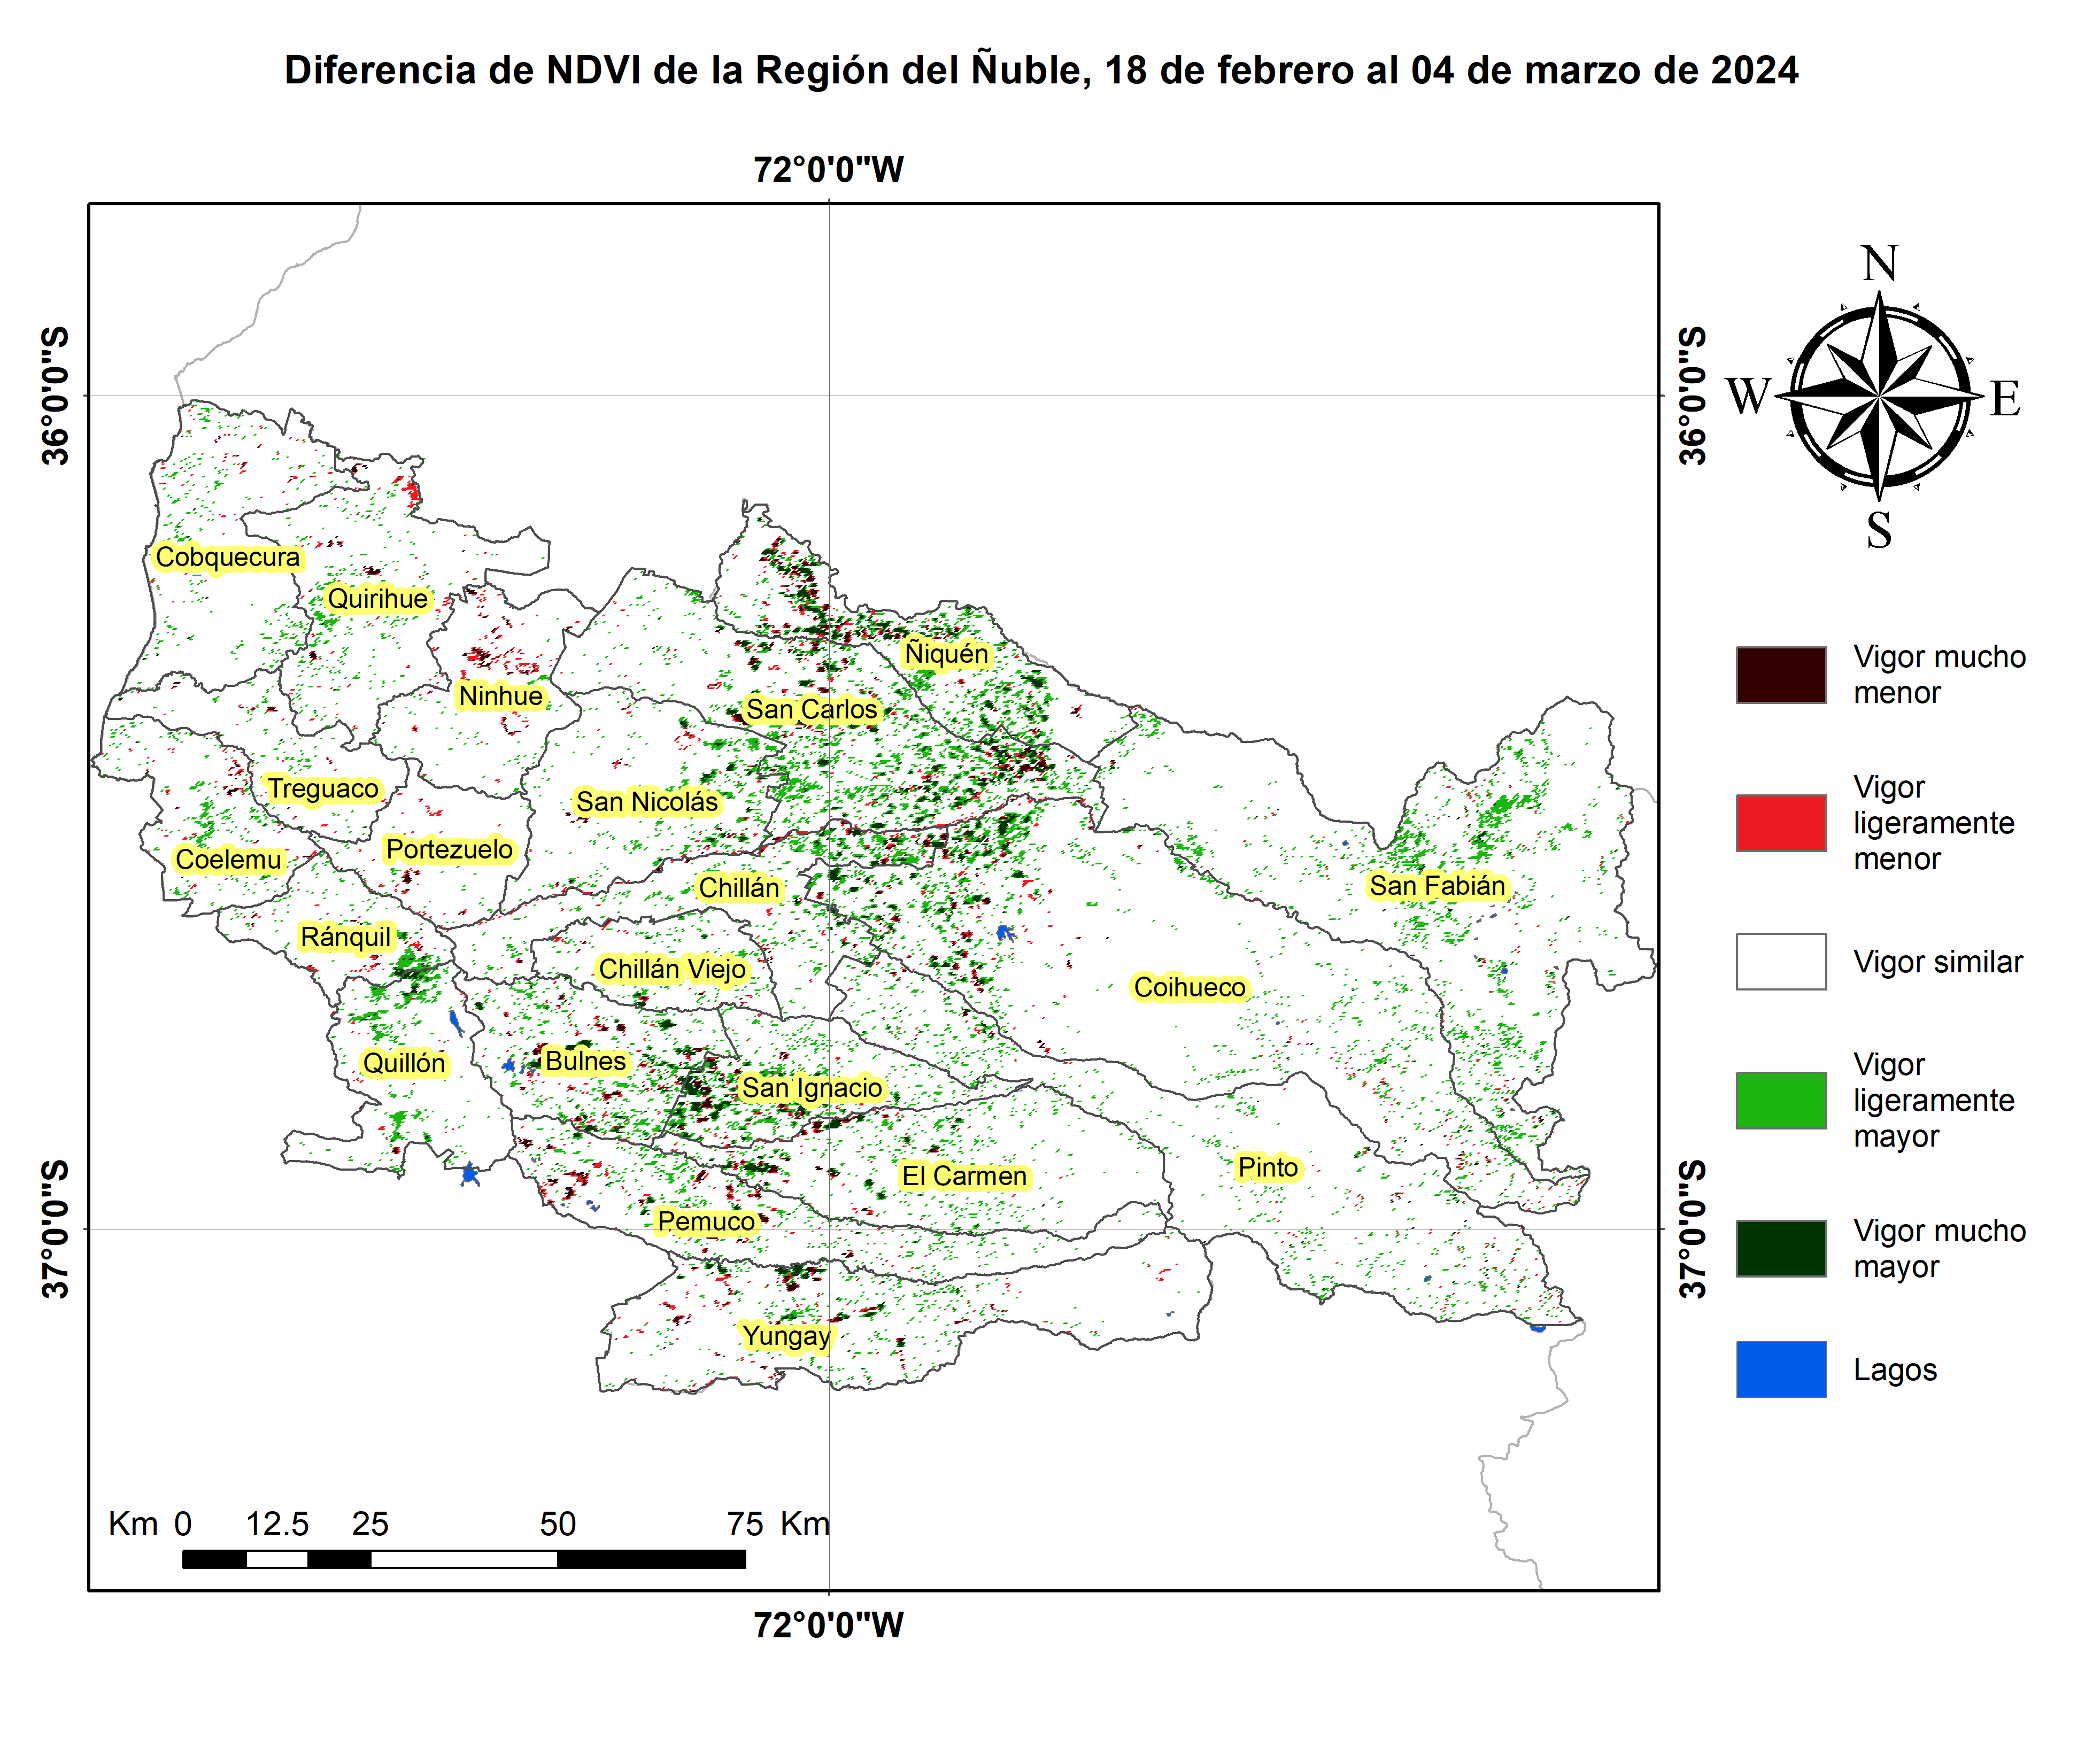 Diferencia de NDVI de la Región del Ñuble, 18 de febrero al 04 de marzo de 2024
72°0'0"W
36°0'0"S
36°0'0"S
N
W
E
S
Cobquecura
Quirihue
Ñiquén
Ninhue
San Carlos
Treguaco
San Nicolás
Portezuelo
Coelemu
Chillán
San Fabián
Ránquil
Chillán Viejo
Coihueco
Quillón
Bulnes
San Ignacio
El Carmen
Pinto
Pemuco
Yungay
37°0'0"S
37°0'0"S
Vigor mucho
menor
Vigor
ligeramente
menor
Vigor similar
Vigor
ligeramente
mayor
Vigor mucho
mayor
Lagos
Km 0 12.5 25 50 75 Km
72°0'0"W